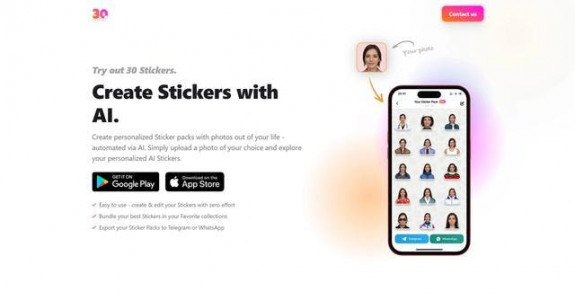 30
Contact us
Your photo
Try out 30 Stickers.
Create Stickers with
AI.
Create personalized Sticker packs with photos out of your life -
automated via AI. Simply upload a photo of your choice and explore
your personalized AI Stickers.
GET IT ON
Google Play
Download on the
App Store
✓ Easy to use - create & edit your Stickers with zero effort
✓ Bundle your best Stickers in your Favorite collections
✓ Export your Sticker Packs to Telegram or WhatsApp
Your Sticker Pack
Telegram
WhatsApp